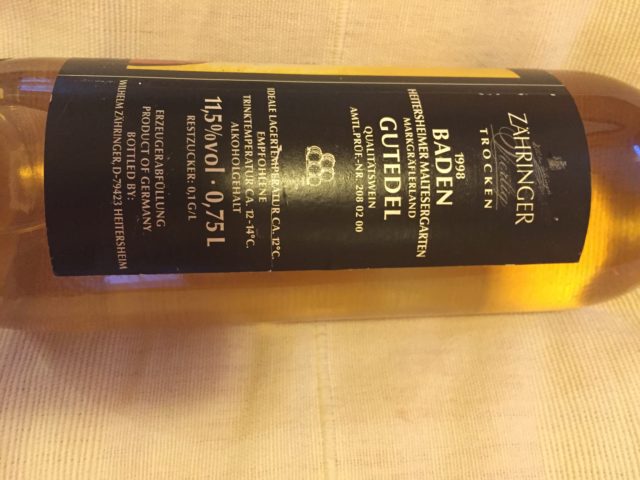 ZÄHRINGER
TROCKEN
1998
BADEN
HEITERSHEIMER MALTESERGARTEN
MARKGRÄFLERLAND
GUTEDEL
QUALITÄTSWEIN
AMTL.PRÜF.-NR. 208 02 00
IDEALE LAGERTEMPERATUR CA. 12°C.
EMPFOHLENE
TRINKTEMPERATUR CA. 12-14°C.
ALKOHOLGEHALT
11,5%vol · 0,75 L
RESTZUCKER: 0,1 G/L
ERZEUGERABFÜLLUNG
PRODUCT OF GERMANY
BOTTLED BY:
WILHELM ZÄHRINGER, D-79423 HEITERSHEIM